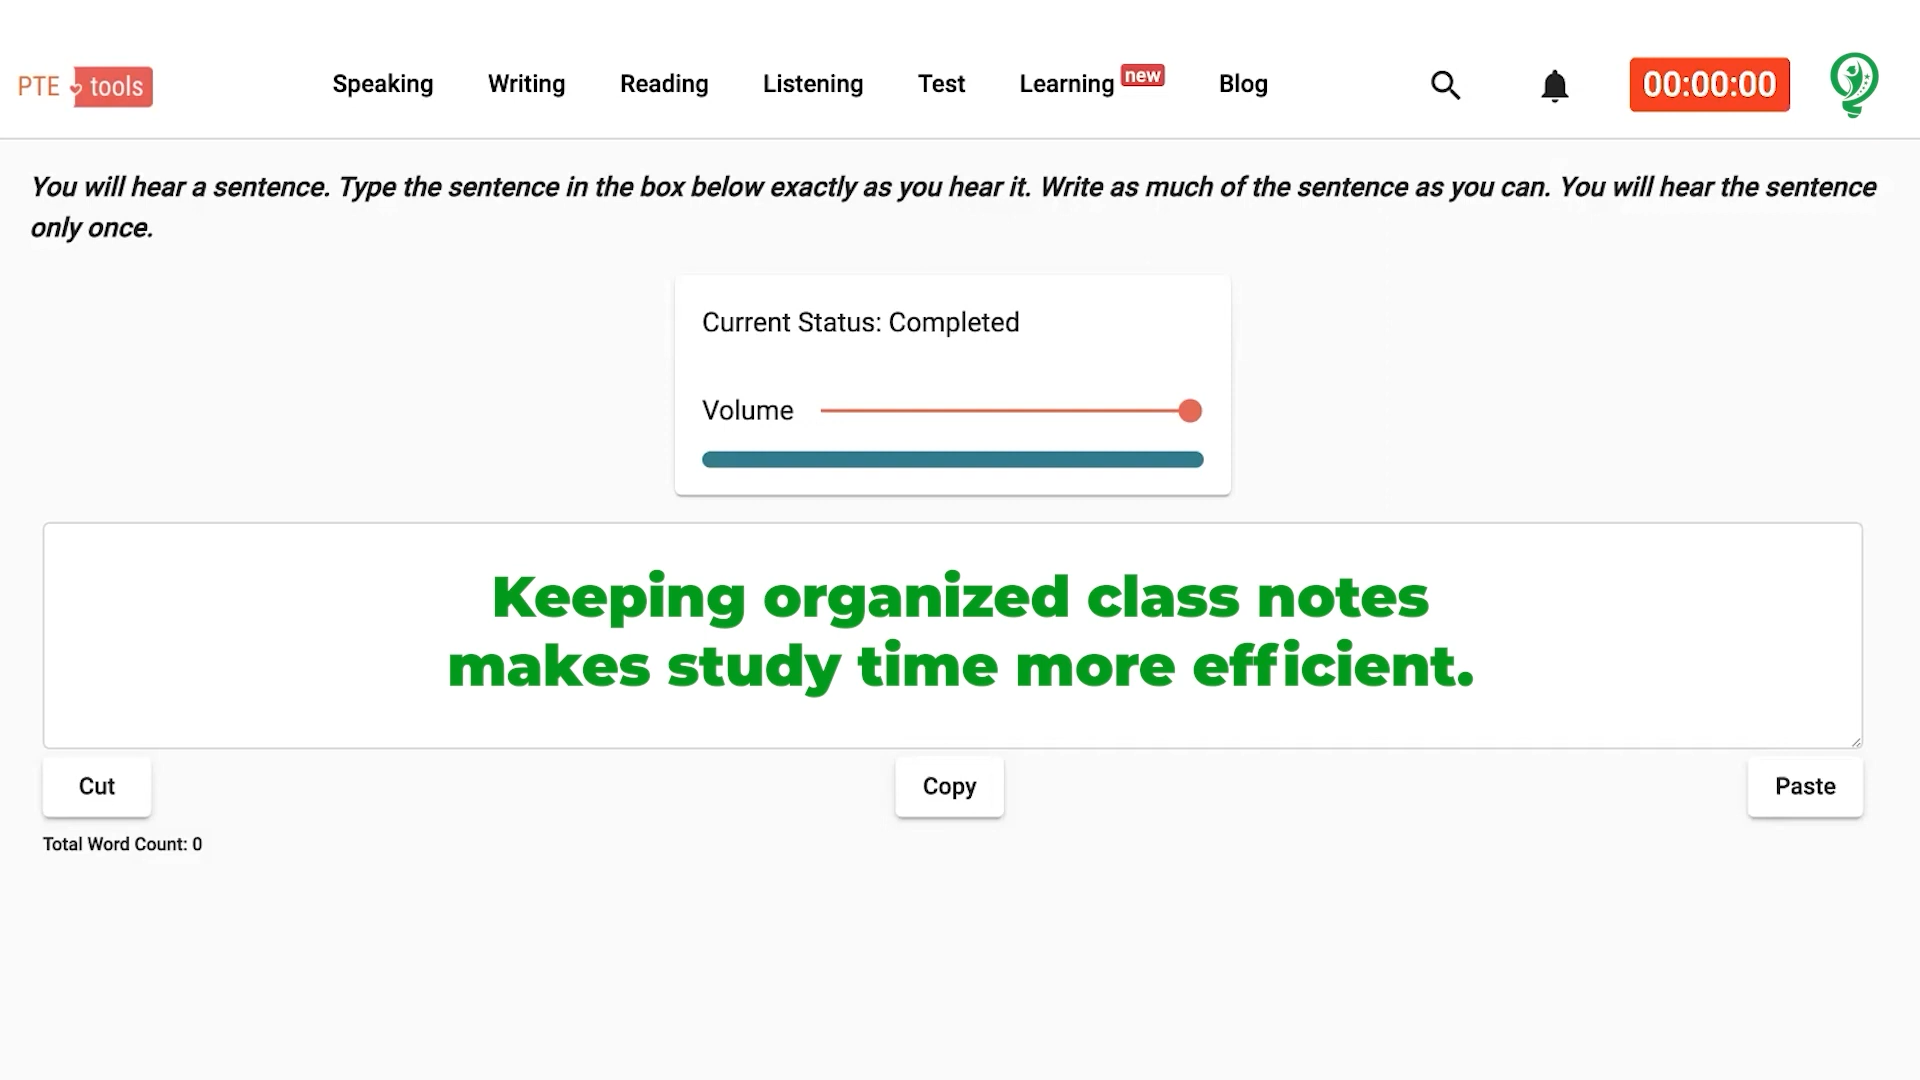 PTE tools
Speaking Writing Reading Listening Test Learning new Blog 00:00:00
You will hear a sentence. Type the sentence in the box below exactly as you hear it. Write as much of the sentence as you can. You will hear the sentence
only once.
Current Status: Completed
Volume
Keeping organized class notes
makes study time more efficient.
Cut Copy Paste
Total Word Count: 0